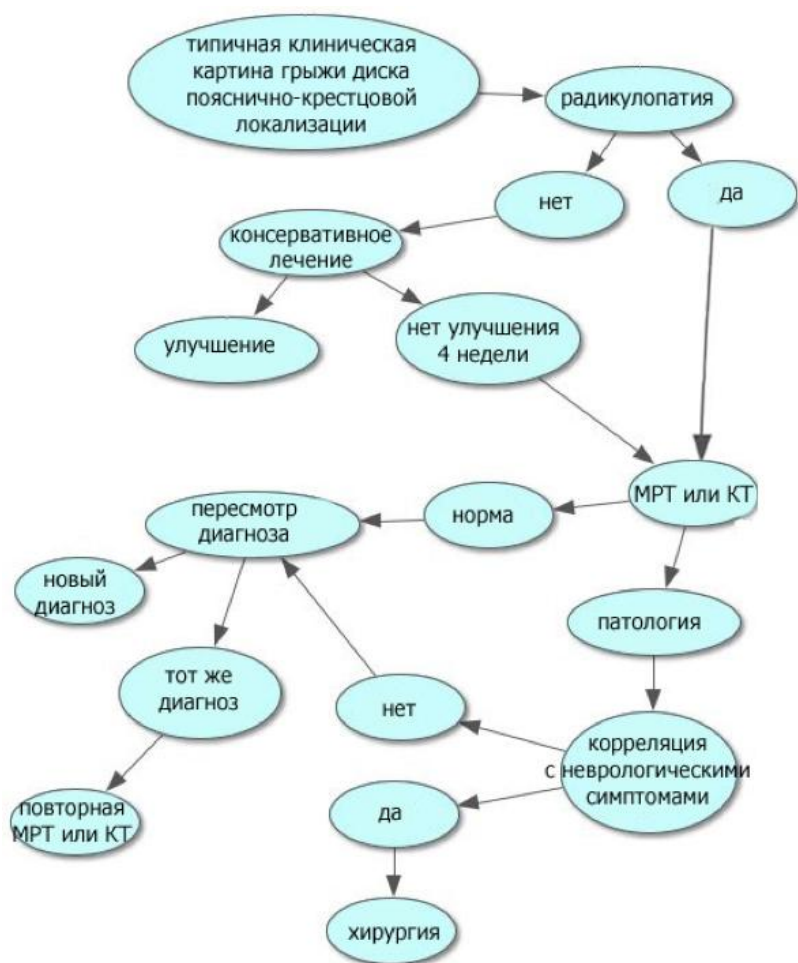 типичная клиническая
картина грыжи диска
пояснично-крестцовой
локализации
радикулопатия
нет
да
консервативное
лечение
улучшение
нет улучшения
4 недели
МРТ или КТ
норма
пересмотр
диагноза
новый
диагноз
патология
тот же
диагноз
нет
корреляция
с неврологическими
симптомами
повторная
МРТ или КТ
да
хирургия